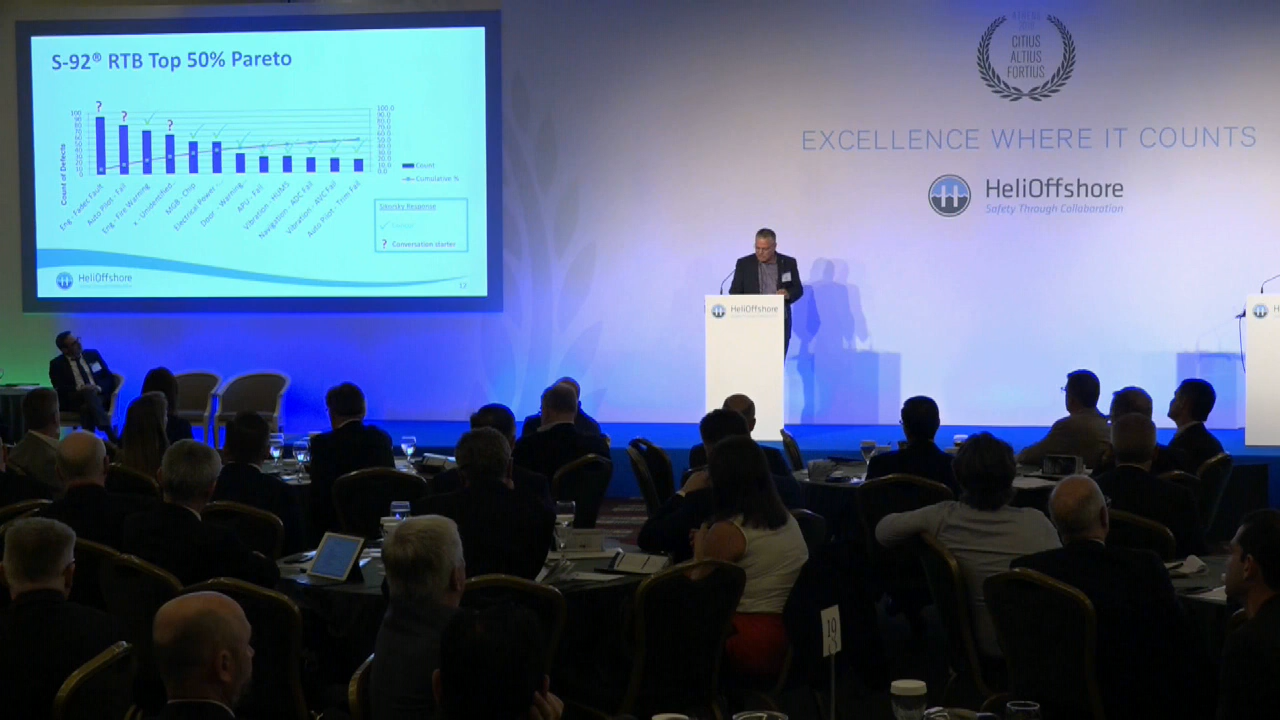 S-92® RTB Top 50% Pareto
Count of Defects
Eng - Fadec Fault
Auto Pilot - Fail
Eng - Fire Warning
MGB - Chip
Electrical Power -
Door - Warning
APU - Fail
Vibration - HUMS
Navigation - ADC Fail
Vibration - AVC Fail
Auto Pilot - Trim Fail
Count
Cumulative %
Sikorsky Response
? Conversation starter
HeliOffshore
12
CITIUS
ALTIUS
FORTIUS
EXCELLENCE WHERE IT COUNTS
HeliOffshore
Safety Through Collaboration
HeliOffshore
H
19